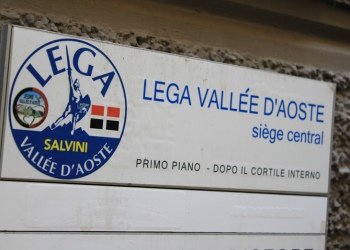 LEGA
SALVINI
VALLÉE D'AOSTE
LEGA VALLÉE D'AOSTE
siège central
PRIMO PIANO - DOPO IL CORTILE INTERNO